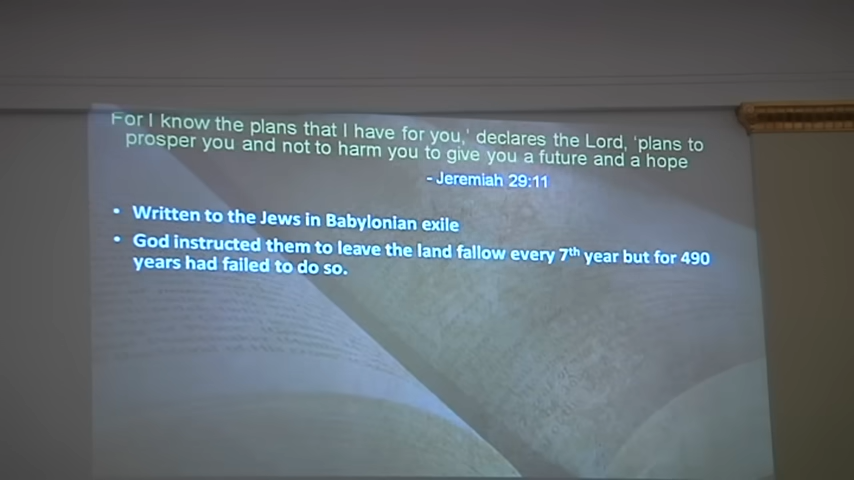 For I know the plans that I have for you,' declares the Lord, 'plans to
prosper you and not to harm you to give you a future and a hope
- Jeremiah 29:11
• Written to the Jews in Babylonian exile
• God instructed them to leave the land fallow every 7th year but for 490
years had failed to do so.